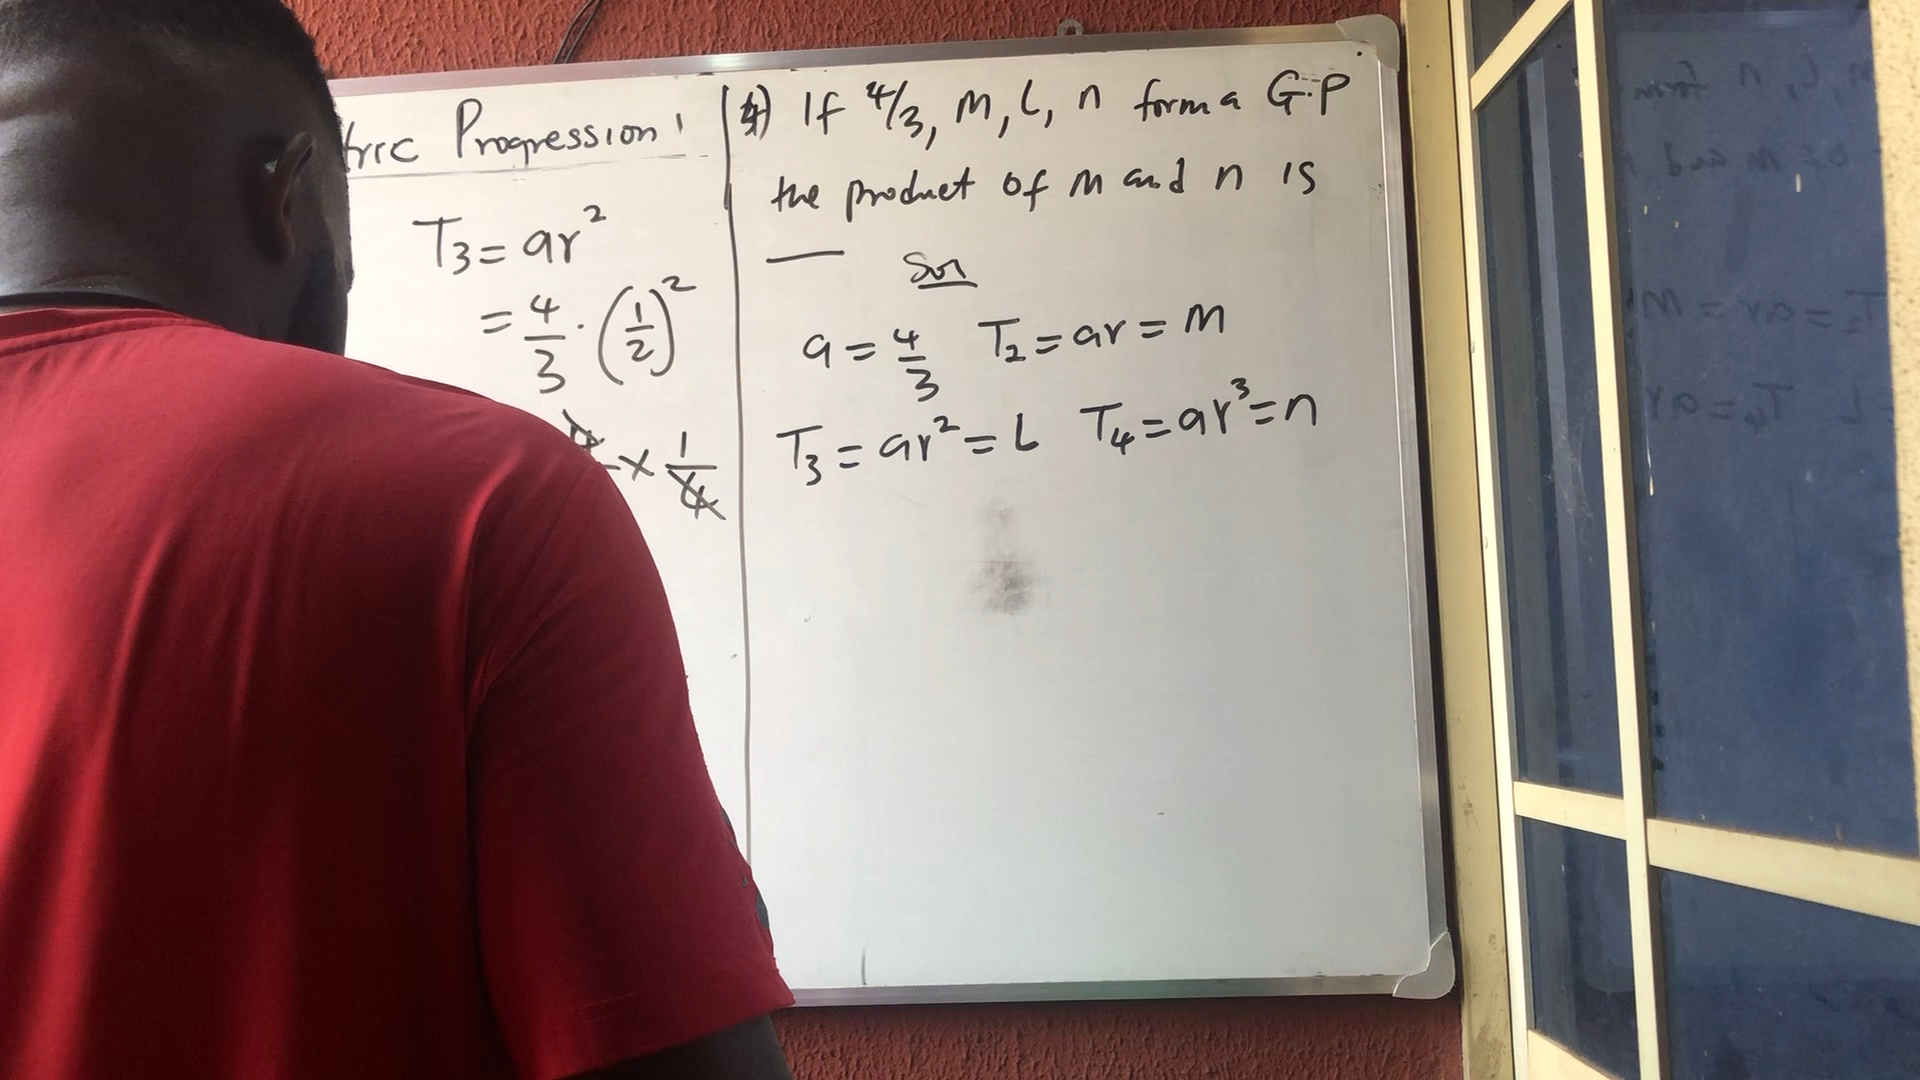 Progression
T3 = ar²
= 4/3 · (1/2)²
× 1/4
4) If 4/3, M, L, n form a G.P
the product of M and n is
___
Sol
a = 4/3 T2 = ar = M
T3 = ar² = L T4 = ar³ = n